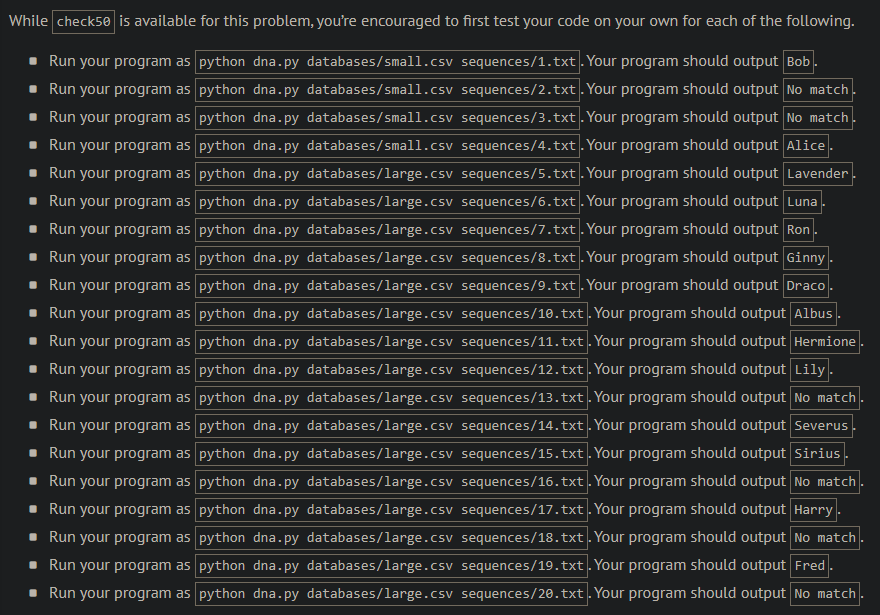 While check50 is available for this problem, you're encouraged to first test your code on your own for each of the following.
Run your program as python dna.py databases/small.csv sequences/1.txt. Your program should output Bob.
Run your program as python dna.py databases/small.csv sequences/2.txt. Your program should output No match.
Run your program as python dna.py databases/small.csv sequences/3.txt. Your program should output No match.
Run your program as python dna.py databases/small.csv sequences/4.txt. Your program should output Alice.
Run your program as python dna.py databases/large.csv sequences/5.txt. Your program should output Lavender.
Run your program as python dna.py databases/large.csv sequences/6.txt. Your program should output Luna.
Run your program as python dna.py databases/large.csv sequences/7.txt. Your program should output Ron.
Run your program as python dna.py databases/large.csv sequences/8.txt. Your program should output Ginny.
Run your program as python dna.py databases/large.csv sequences/9.txt. Your program should output Draco.
Run your program as python dna.py databases/large.csv sequences/10.txt. Your program should output Albus.
Run your program as python dna.py databases/large.csv sequences/11.txt. Your program should output Hermione.
Run your program as python dna.py databases/large.csv sequences/12.txt. Your program should output Lily.
Run your program as python dna.py databases/large.csv sequences/13.txt. Your program should output No match.
Run your program as python dna.py databases/large.csv sequences/14.txt. Your program should output Severus.
Run your program as python dna.py databases/large.csv sequences/15.txt. Your program should output Sirius.
Run your program as python dna.py databases/large.csv sequences/16.txt. Your program should output No match.
Run your program as python dna.py databases/large.csv sequences/17.txt. Your program should output Harry.
Run your program as python dna.py databases/large.csv sequences/18.txt. Your program should output No match.
Run your program as python dna.py databases/large.csv sequences/19.txt. Your program should output Fred.
Run your program as python dna.py databases/large.csv sequences/20.txt. Your program should output No match.